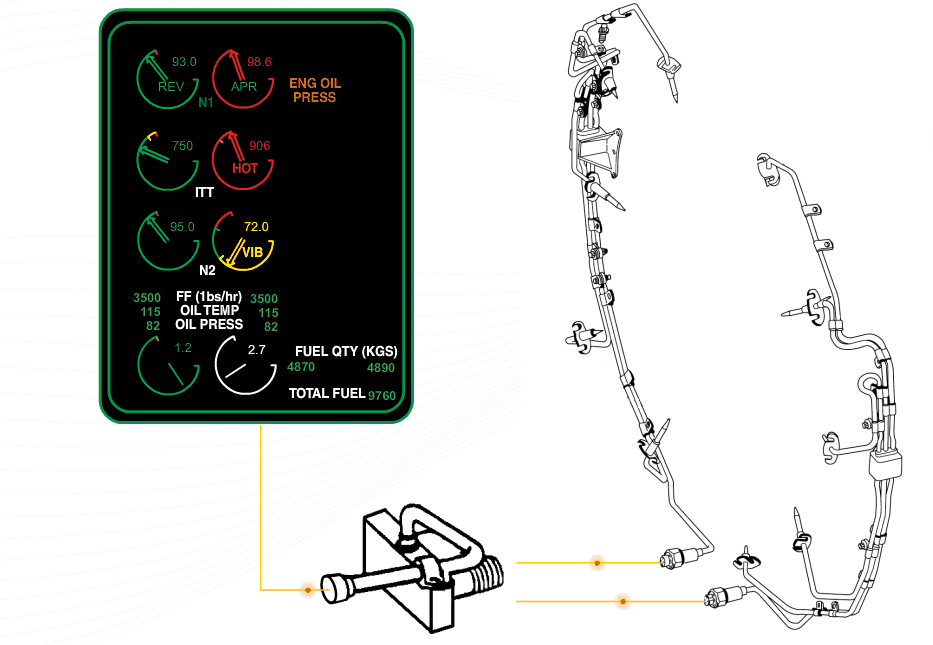 93.0 98.6
REV APR
N1
ENG OIL
PRESS
750 906
HOT
ITT
95.0 72.0
VIB
N2
3500 FF (1bs/hr) 3500
115 OIL TEMP 115
82 OIL PRESS 82
1.2 2.7
FUEL QTY (KGS)
4870 4890
TOTAL FUEL 9760